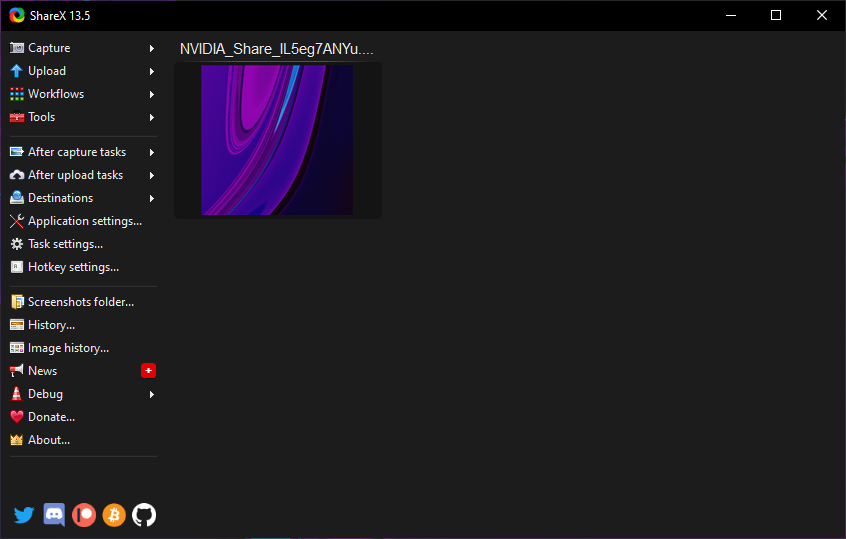 ShareX 13.5
Capture
Upload
Workflows
Tools
After capture tasks
After upload tasks
Destinations
Application settings...
Task settings...
Hotkey settings...
Screenshots folder...
History...
Image history...
News
+
Debug
Donate...
About...
NVIDIA_Share_IL5eg7ANYu....